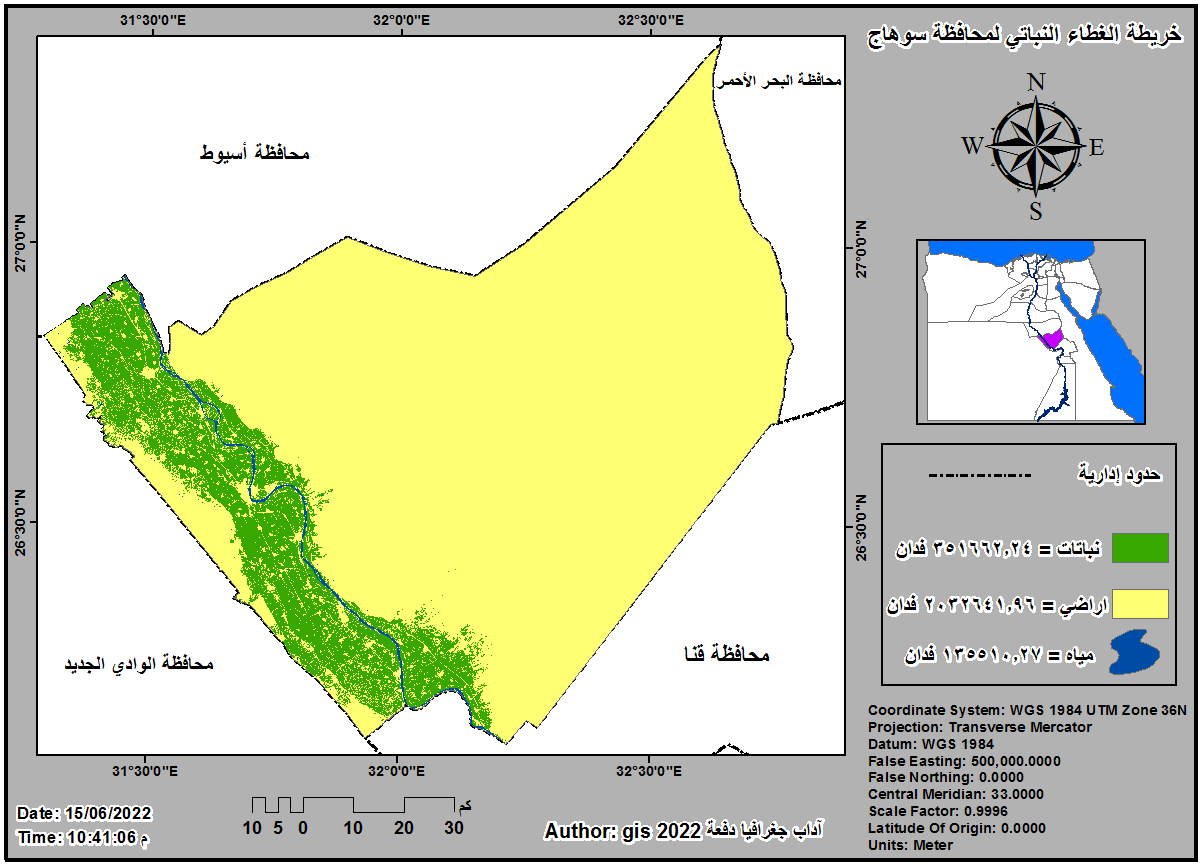 خريطة الغطاء النباتي لمحافظة سوهاج
31°30'0"E 32°0'0"E 32°30'0"E
محافظة البحر الأحمر
محافظة أسيوط
N
W E
S
27°0'0"N 27°0'0"N
26°30'0"N 26°30'0"N
محافظة الوادي الجديد
محافظة قنا
حدود إدارية
نباتات = ٣٥١٦٦٢,٢٤ فدان
اراضي = ٢٠٣٢٦٤١,٩٦ فدان
مياه = ١٣٥٥١٠,٢٧ فدان
31°30'0"E 32°0'0"E 32°30'0"E
Coordinate System: WGS 1984 UTM Zone 36N
Projection: Transverse Mercator
Datum: WGS 1984
False Easting: 500,000.0000
False Northing: 0.0000
Central Meridian: 33.0000
Scale Factor: 0.9996
Latitude Of Origin: 0.0000
Units: Meter
Date: 15/06/2022
Time: 10:41:06 م
كم
10 5 0 10 20 30
Author: gis 2022 آداب جغرافيا دفعة